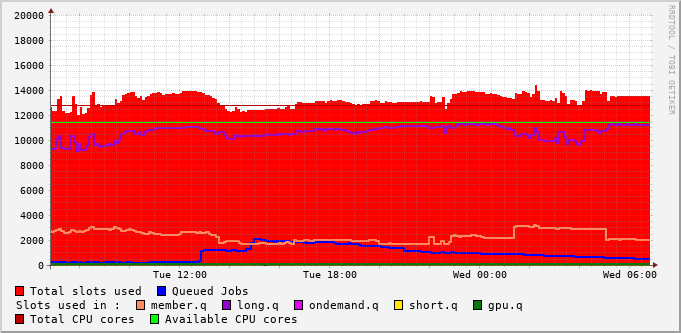 20000
18000
16000
14000
12000
10000
8000
6000
4000
2000
0
Tue 12:00 Tue 18:00 Wed 00:00 Wed 06:00
RRDTOOL / TOBI OETIKER
Total slots used Queued Jobs
Slots used in : member.q long.q ondemand.q short.q gpu.q
Total CPU cores Available CPU cores